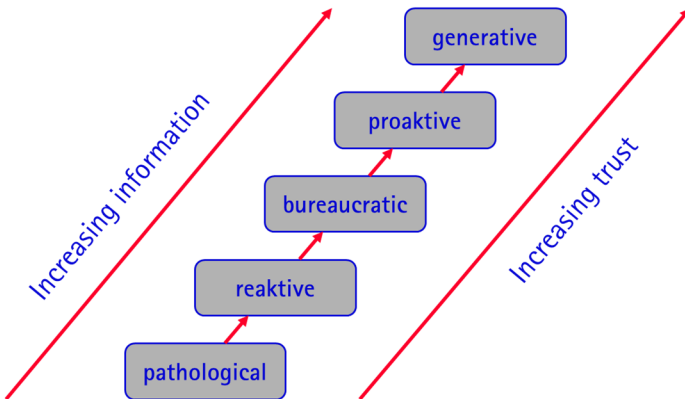 generative
proaktive
bureaucratic
reaktive
pathological
Increasing information
Increasing trust